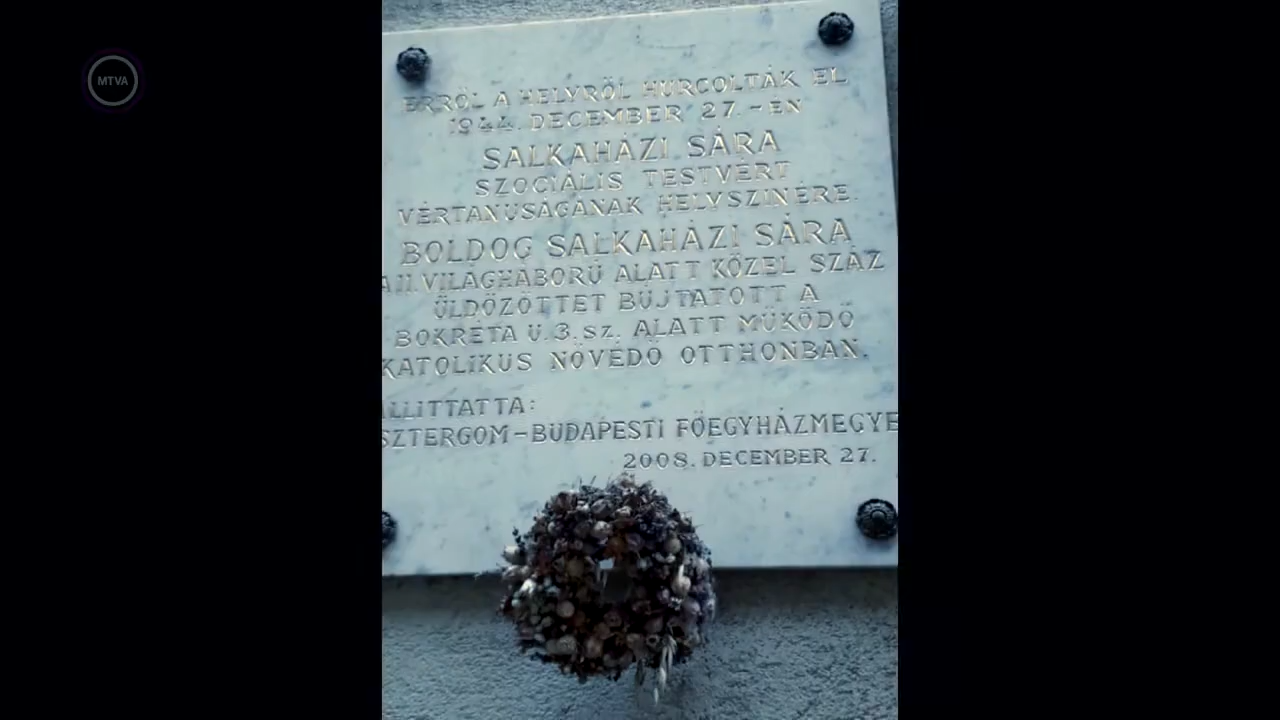 MTVA
ERRŐL A HELYRŐL HURCOLTÁK EL
1944. DECEMBER 27.-ÉN
SALKAHÁZI SÁRA
SZOCIÁLIS TESTVÉRT
VÉRTANÚSÁGÁNAK HELYSZINÉRE.
BOLDOG SALKAHÁZI SÁRA
A II. VILÁGHÁBORÚ ALATT KÖZEL SZÁZ
ÜLDÖZÖTTET BÚJTATOTT A
BOKRÉTA U. 3. SZ. ALATT MŰKÖDŐ
KATOLIKUS NŐVÉDŐ OTTHONBAN.
ÁLLÍTTATTA:
SZTERGOM-BUDAPESTI FŐEGYHÁZMEGYE
2008. DECEMBER 27.